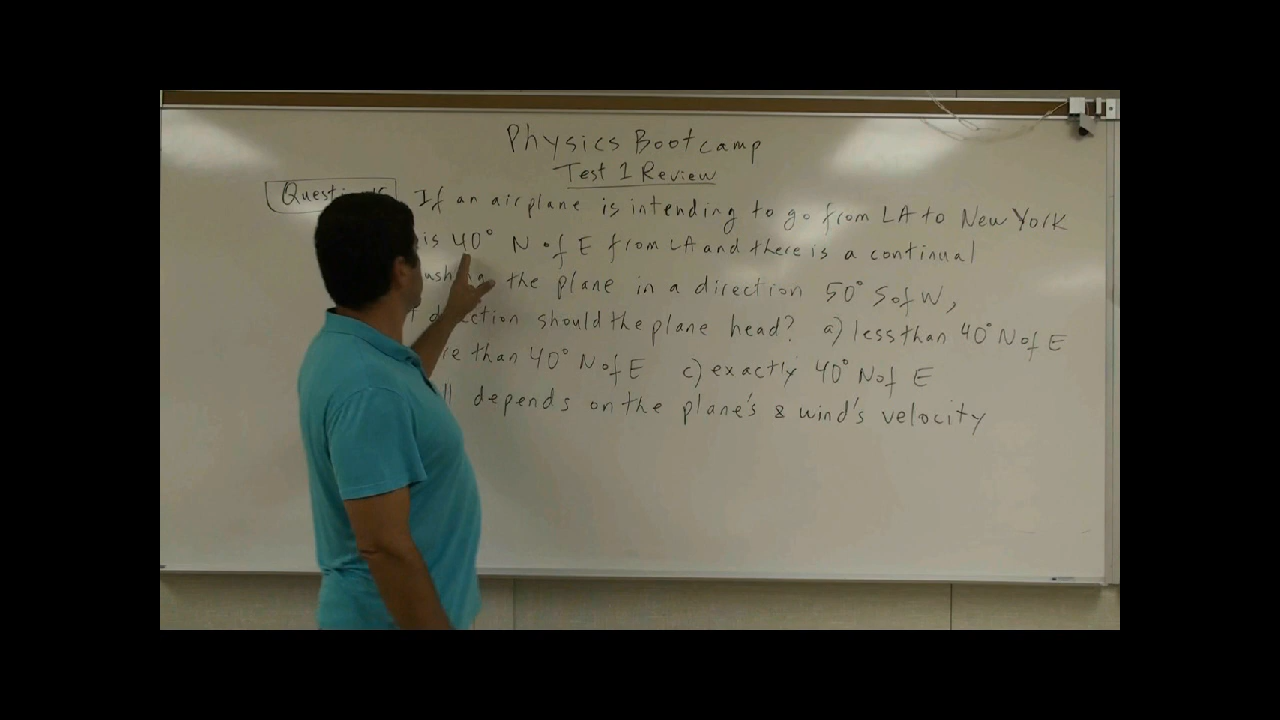 Physics Bootcamp
Test 1 Review
If an airplane is intending to go from LA to New York
is 40° N of E from LA and there is a continual
the plane in a direction 50° S of W,
should the plane head? a) less than 40° N of E
than 40° N of E c) exactly 40° N of E
depends on the plane's & wind's velocity